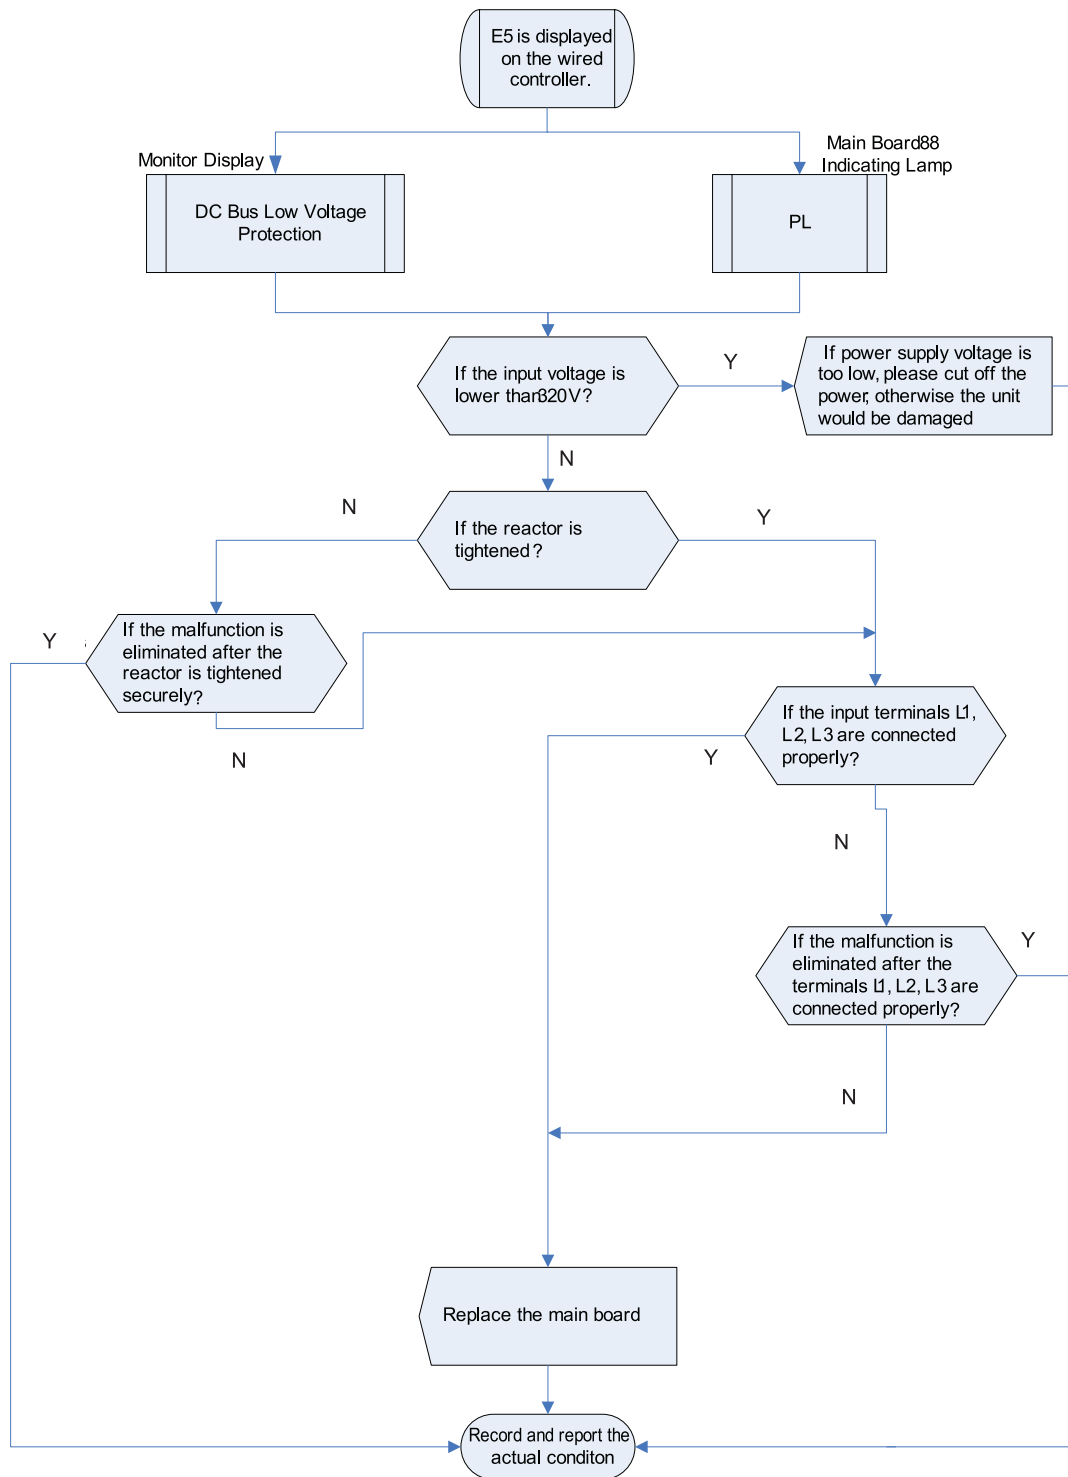 E5 is displayed
on the wired
controller.
Monitor Display
Main Board88
Indicating Lamp
DC Bus Low Voltage
Protection
PL
If the input voltage is
lower than320V?
Y
If power supply voltage is
too low, please cut off the
power, otherwise the unit
would be damaged
N
N
If the reactor is
tightened?
Y
Y
If the malfunction is
eliminated after the
reactor is tightened
securely?
N
If the input terminals L1,
L2, L3 are connected
properly?
Y
N
If the malfunction is
eliminated after the
terminals L1, L2, L3 are
connected properly?
Y
N
Replace the main board
Record and report the
actual conditon